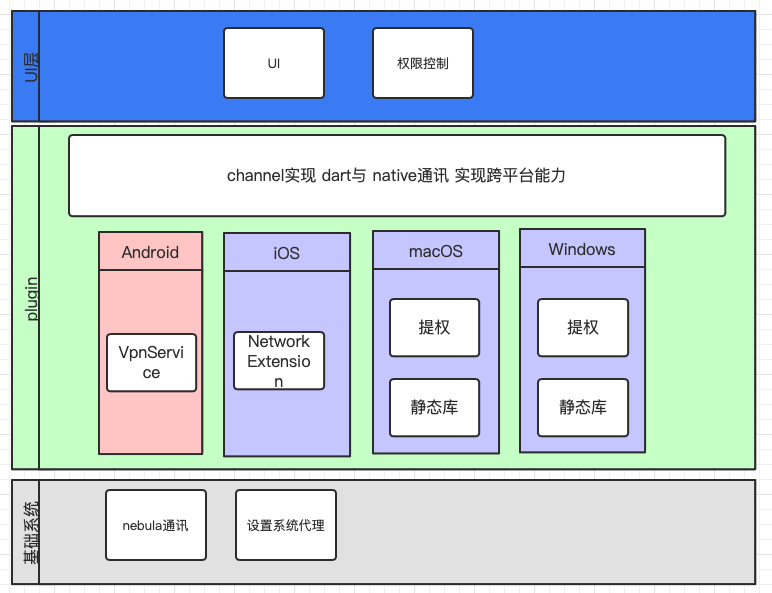 UI层
UI
权限控制
plugin
channel实现 dart与 native通讯 实现跨平台能力
Android
iOS
macOS
Windows
VpnServi
ce
Network
Extensio
n
提权
静态库
提权
静态库
基础系统
nebula通讯
设置系统代理